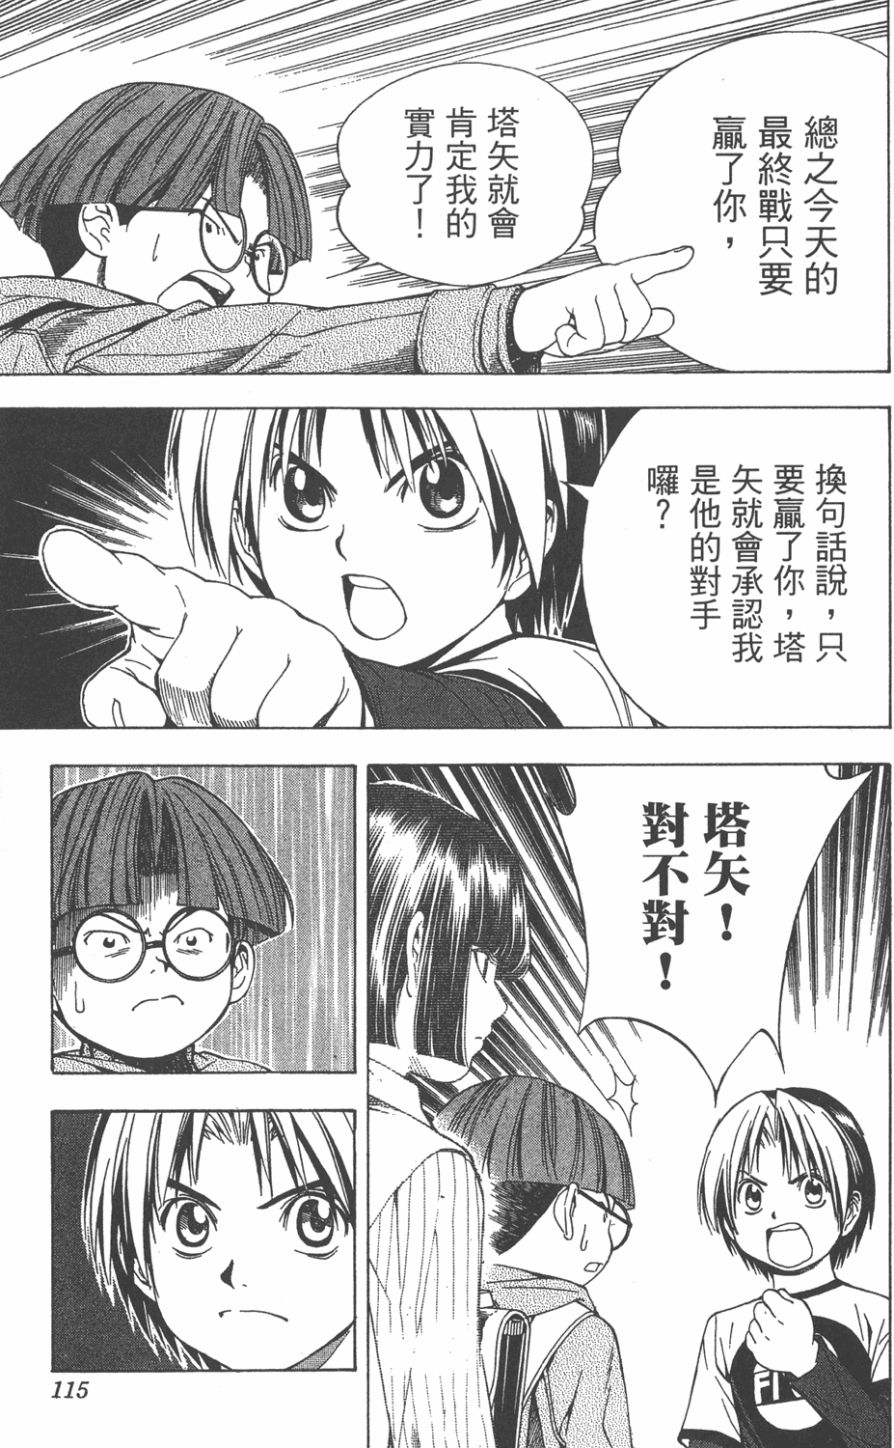 總之今天的
最終戰只要
贏了你，
塔矢就會
肯定我的
實力了！
換句話說，只
要贏了你，塔
矢就會承認我
是他的對手
囉？
塔矢！
對不對！
FI
115